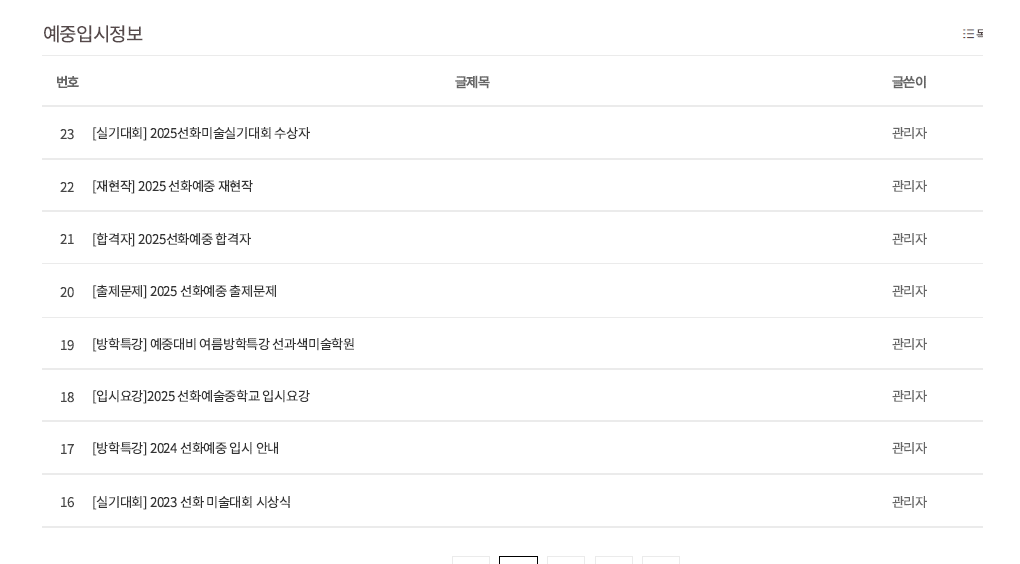 예중입시정보
번호 글제목 글쓴이
23 [실기대회] 2025선화미술실기대회 수상자 관리자
22 [재현작] 2025 선화예중 재현작 관리자
21 [합격자] 2025선화예중 합격자 관리자
20 [출제문제] 2025 선화예중 출제문제 관리자
19 [방학특강] 예중대비 여름방학특강 선과색미술학원 관리자
18 [입시요강]2025 선화예술중학교 입시요강 관리자
17 [방학특강] 2024 선화예중 입시 안내 관리자
16 [실기대회] 2023 선화 미술대회 시상식 관리자